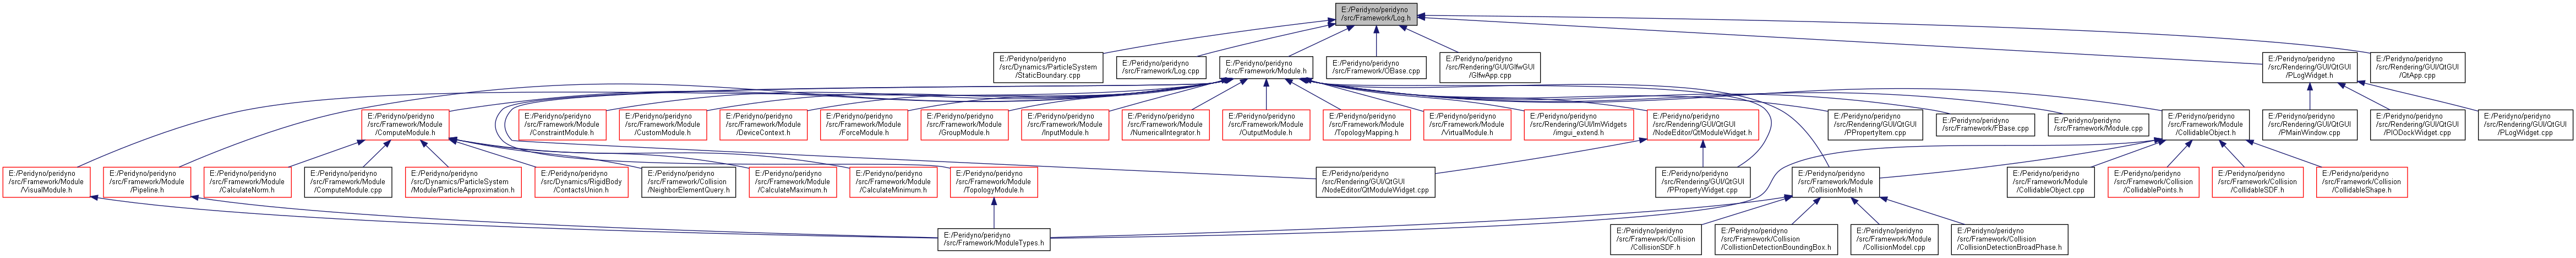 E:/Peridyno/peridyno
/src/Framework/Log.h
E:/Peridyno/peridyno
/src/Dynamics/ParticleSystem
/StaticBoundary.cpp
E:/Peridyno/peridyno
/src/Framework/Log.cpp
E:/Peridyno/peridyno
/src/Framework/Module.h
E:/Peridyno/peridyno
/src/Framework/OBase.cpp
E:/Peridyno/peridyno
/src/Rendering/GUI/GlfwGUI
/GlfwApp.cpp
E:/Peridyno/peridyno
/src/Rendering/GUI/QtGUI
/PLogWidget.h
E:/Peridyno/peridyno
/src/Rendering/GUI/QtGUI
/QtApp.cpp
E:/Peridyno/peridyno
/src/Framework/Module
/ComputeModule.h
E:/Peridyno/peridyno
/src/Framework/Module
/ConstraintModule.h
E:/Peridyno/peridyno
/src/Framework/Module
/CustomModule.h
E:/Peridyno/peridyno
/src/Framework/Module
/DeviceContext.h
E:/Peridyno/peridyno
/src/Framework/Module
/ForceModule.h
E:/Peridyno/peridyno
/src/Framework/Module
/GroupModule.h
E:/Peridyno/peridyno
/src/Framework/Module
/InputModule.h
E:/Peridyno/peridyno
/src/Framework/Module
/NumericalIntegrator.h
E:/Peridyno/peridyno
/src/Framework/Module
/OutputModule.h
E:/Peridyno/peridyno
/src/Framework/Module
/TopologyMapping.h
E:/Peridyno/peridyno
/src/Framework/Module
/VirtualModule.h
E:/Peridyno/peridyno
/src/Rendering/GUI/ImWidgets
/imgui_extend.h
E:/Peridyno/peridyno
/src/Rendering/GUI/QtGUI
/NodeEditor/QtModuleWidget.h
E:/Peridyno/peridyno
/src/Rendering/GUI/QtGUI
/PPropertyItem.cpp
E:/Peridyno/peridyno
/src/Framework/FBase.cpp
E:/Peridyno/peridyno
/src/Framework/Module.cpp
E:/Peridyno/peridyno
/src/Framework/Module
/CollidableObject.h
E:/Peridyno/peridyno
/src/Rendering/GUI/QtGUI
/PMainWindow.cpp
E:/Peridyno/peridyno
/src/Rendering/GUI/QtGUI
/PIODockWidget.cpp
E:/Peridyno/peridyno
/src/Rendering/GUI/QtGUI
/PLogWidget.cpp
E:/Peridyno/peridyno
/src/Framework/Module
/VisualModule.h
E:/Peridyno/peridyno
/src/Framework/Module
/Pipeline.h
E:/Peridyno/peridyno
/src/Framework/Module
/CalculateNorm.h
E:/Peridyno/peridyno
/src/Framework/Module
/ComputeModule.cpp
E:/Peridyno/peridyno
/src/Dynamics/ParticleSystem
/Module/ParticleApproximation.h
E:/Peridyno/peridyno
/src/Dynamics/RigidBody
/ContactsUnion.h
E:/Peridyno/peridyno
/src/Framework/Collision
/NeighborElementQuery.h
E:/Peridyno/peridyno
/src/Framework/Module
/CalculateMaximum.h
E:/Peridyno/peridyno
/src/Framework/Module
/CalculateMinimum.h
E:/Peridyno/peridyno
/src/Framework/Module
/TopologyModule.h
E:/Peridyno/peridyno
/src/Rendering/GUI/QtGUI
/NodeEditor/QtModuleWidget.cpp
E:/Peridyno/peridyno
/src/Rendering/GUI/QtGUI
/PPropertyWidget.cpp
E:/Peridyno/peridyno
/src/Framework/Module
/CollisionModel.h
E:/Peridyno/peridyno
/src/Framework/Module
/CollidableObject.cpp
E:/Peridyno/peridyno
/src/Framework/Collision
/CollidablePoints.h
E:/Peridyno/peridyno
/src/Framework/Collision
/CollidableSDF.h
E:/Peridyno/peridyno
/src/Framework/Collision
/CollidableShape.h
E:/Peridyno/peridyno
/src/Framework/ModuleTypes.h
E:/Peridyno/peridyno
/src/Framework/Collision
/CollisionSDF.h
E:/Peridyno/peridyno
/src/Framework/Collision
/CollistionDetectionBoundingBox.h
E:/Peridyno/peridyno
/src/Framework/Module
/CollisionModel.cpp
E:/Peridyno/peridyno
/src/Framework/Collision
/CollisionDetectionBroadPhase.h